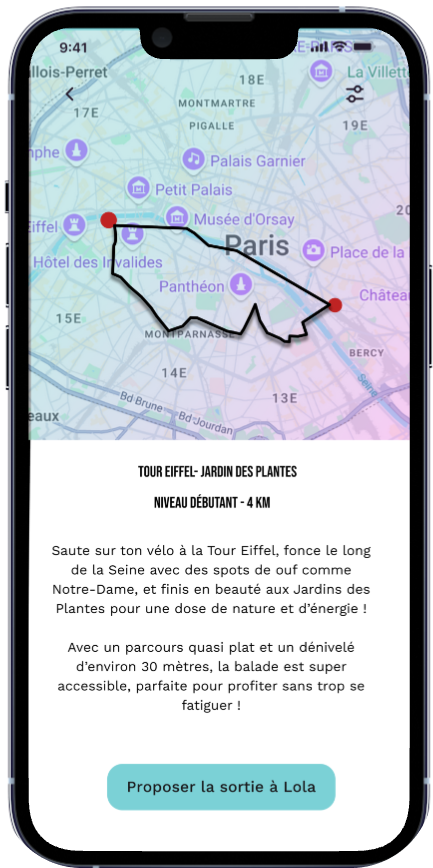 9:41
RE-PARIS
llois-Perret
18E
La Villett
17E
MONTMARTRE
PIGALLE
19E
mphe
Palais Garnier
Petit Palais
20
Eiffel
Musée d'Orsay
Paris
Place de la
Hôtel des Invalides
Panthéon
Château
15E
MONTPARNASSE
BERCY
14E
Seine
13E
Bd Brune
Bd Jourdan
eaux
TOUR EIFFEL- JARDIN DES PLANTES
NIVEAU DÉBUTANT - 4 KM
Saute sur ton vélo à la Tour Eiffel, fonce le long
de la Seine avec des spots de ouf comme
Notre-Dame, et finis en beauté aux Jardins des
Plantes pour une dose de nature et d'énergie !
Avec un parcours quasi plat et un dénivelé
d'environ 30 mètres, la balade est super
accessible, parfaite pour profiter sans trop se
fatiguer !
Proposer la sortie à Lola